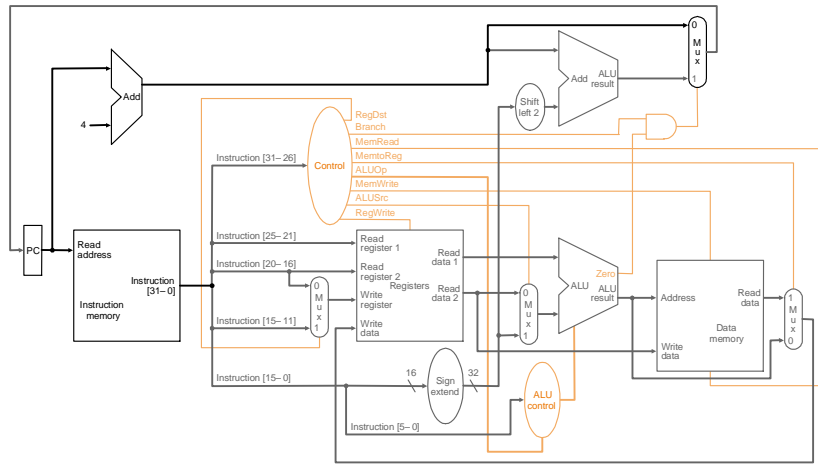 0
M
u
x
1
Add
4
Add
ALU
result
Shift
left 2
RegDst
Branch
MemRead
MemtoReg
ALUOp
MemWrite
ALUSrc
RegWrite
Control
Instruction [31–26]
PC
Read
address
Instruction
[31–0]
Instruction
memory
Instruction [25–21]
Instruction [20–16]
Instruction [15–11]
0
M
u
x
1
Read
register 1
Read
register 2
Write
register
Write
data
Registers
Read
data 1
Read
data 2
0
M
u
x
1
Zero
ALU
ALU
result
Address
Write
data
Read
data
Data
memory
1
M
u
x
0
Instruction [15–0]
16
Sign
extend
32
ALU
control
Instruction [5–0]